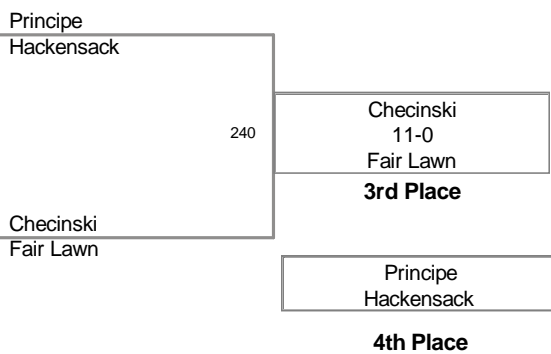 Principe
Hackensack
240
Checinski
11-0
Fair Lawn
3rd Place
Checinski
Fair Lawn
Principe
Hackensack
4th Place